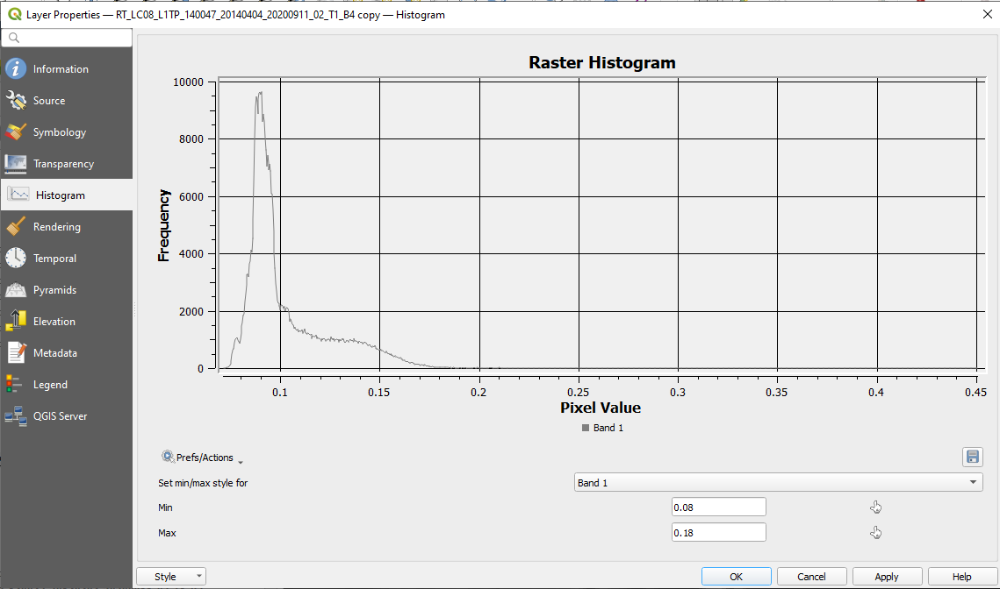 Layer Properties — RT_LC08_L1TP_140047_20140404_20200911_02_T1_B4 copy — Histogram
Information
Source
Symbology
Transparency
Histogram
Rendering
Temporal
Pyramids
Elevation
Metadata
Legend
QGIS Server
Raster Histogram
Frequency
10000
8000
6000
4000
2000
0
0.1 0.15 0.2 0.25 0.3 0.35 0.4 0.45
Pixel Value
Band 1
Prefs/Actions
Set min/max style for Band 1
Min 0.08
Max 0.18
Style OK Cancel Apply Help